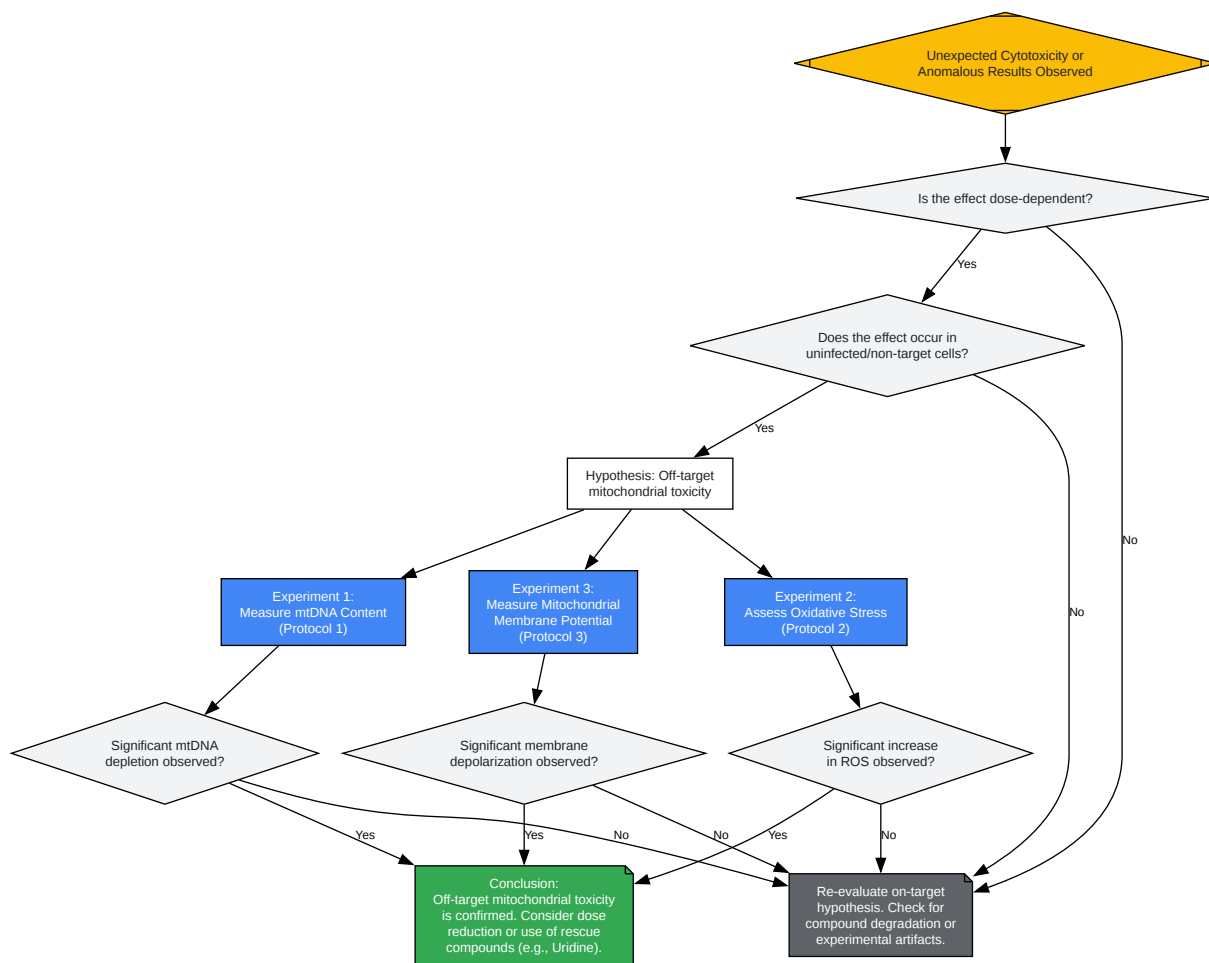 Unexpected Cytotoxicity or
Anomalous Results Observed
Is the effect dose-dependent?
Yes
Does the effect occur in
uninfected/non-target cells?
Yes
Hypothesis: Off-target
mitochondrial toxicity
No
No
Experiment 1:
Measure mtDNA Content
(Protocol 1)
Experiment 3:
Measure Mitochondrial
Membrane Potential
(Protocol 3)
Experiment 2:
Assess Oxidative Stress
(Protocol 2)
Significant mtDNA
depletion observed?
Significant membrane
depolarization observed?
Significant increase
in ROS observed?
Yes
Yes
No
No
Yes
No
Conclusion:
Off-target mitochondrial toxicity
is confirmed. Consider dose
reduction or use of rescue
compounds (e.g., Uridine).
Re-evaluate on-target
hypothesis. Check for
compound degradation or
experimental artifacts.